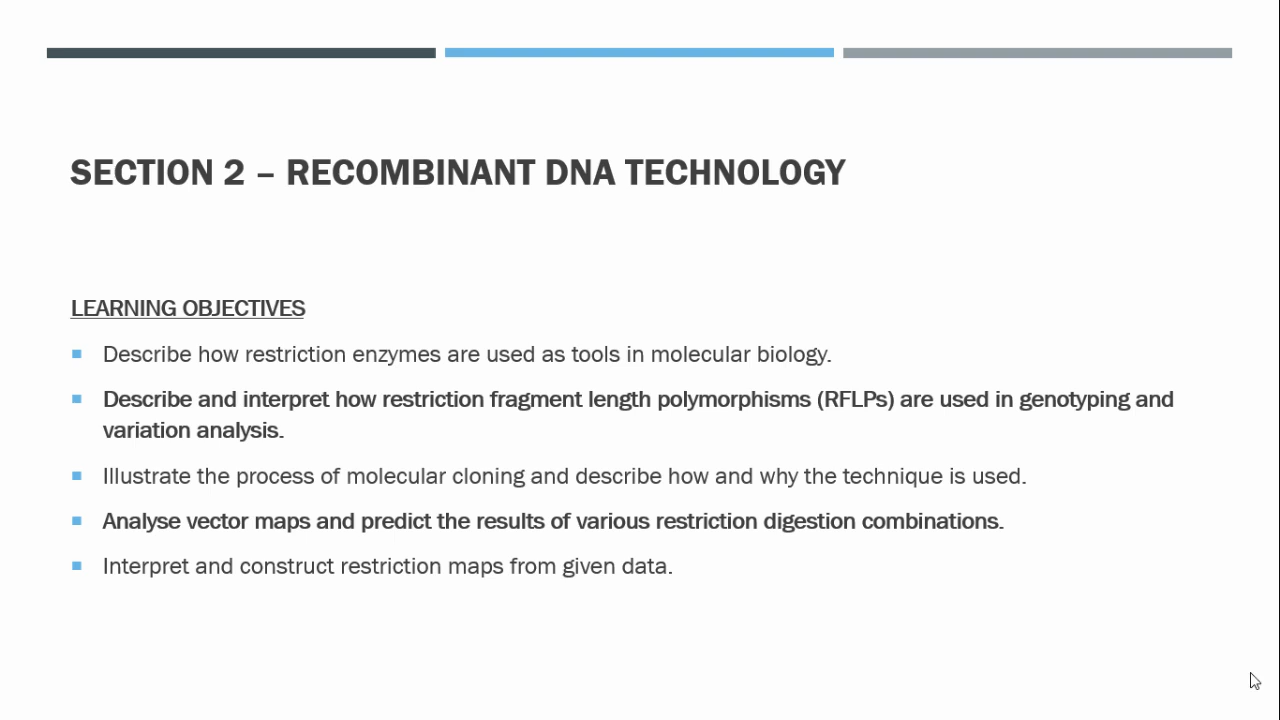 SECTION 2 – RECOMBINANT DNA TECHNOLOGY
LEARNING OBJECTIVES
Describe how restriction enzymes are used as tools in molecular biology.
Describe and interpret how restriction fragment length polymorphisms (RFLPs) are used in genotyping and
variation analysis.
Illustrate the process of molecular cloning and describe how and why the technique is used.
Analyse vector maps and predict the results of various restriction digestion combinations.
Interpret and construct restriction maps from given data.